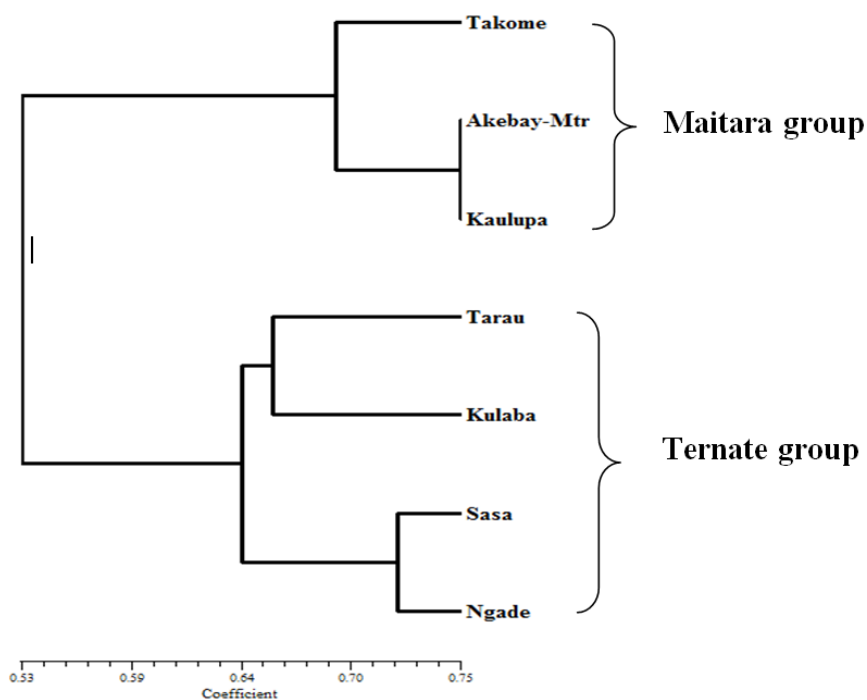 Takome
Akebay-Mtr
Maitara group
Kaulupa
Tarau
Kulaba
Ternate group
Sasa
Ngade
0.53 0.59 0.64 0.70 0.75
Coefficient